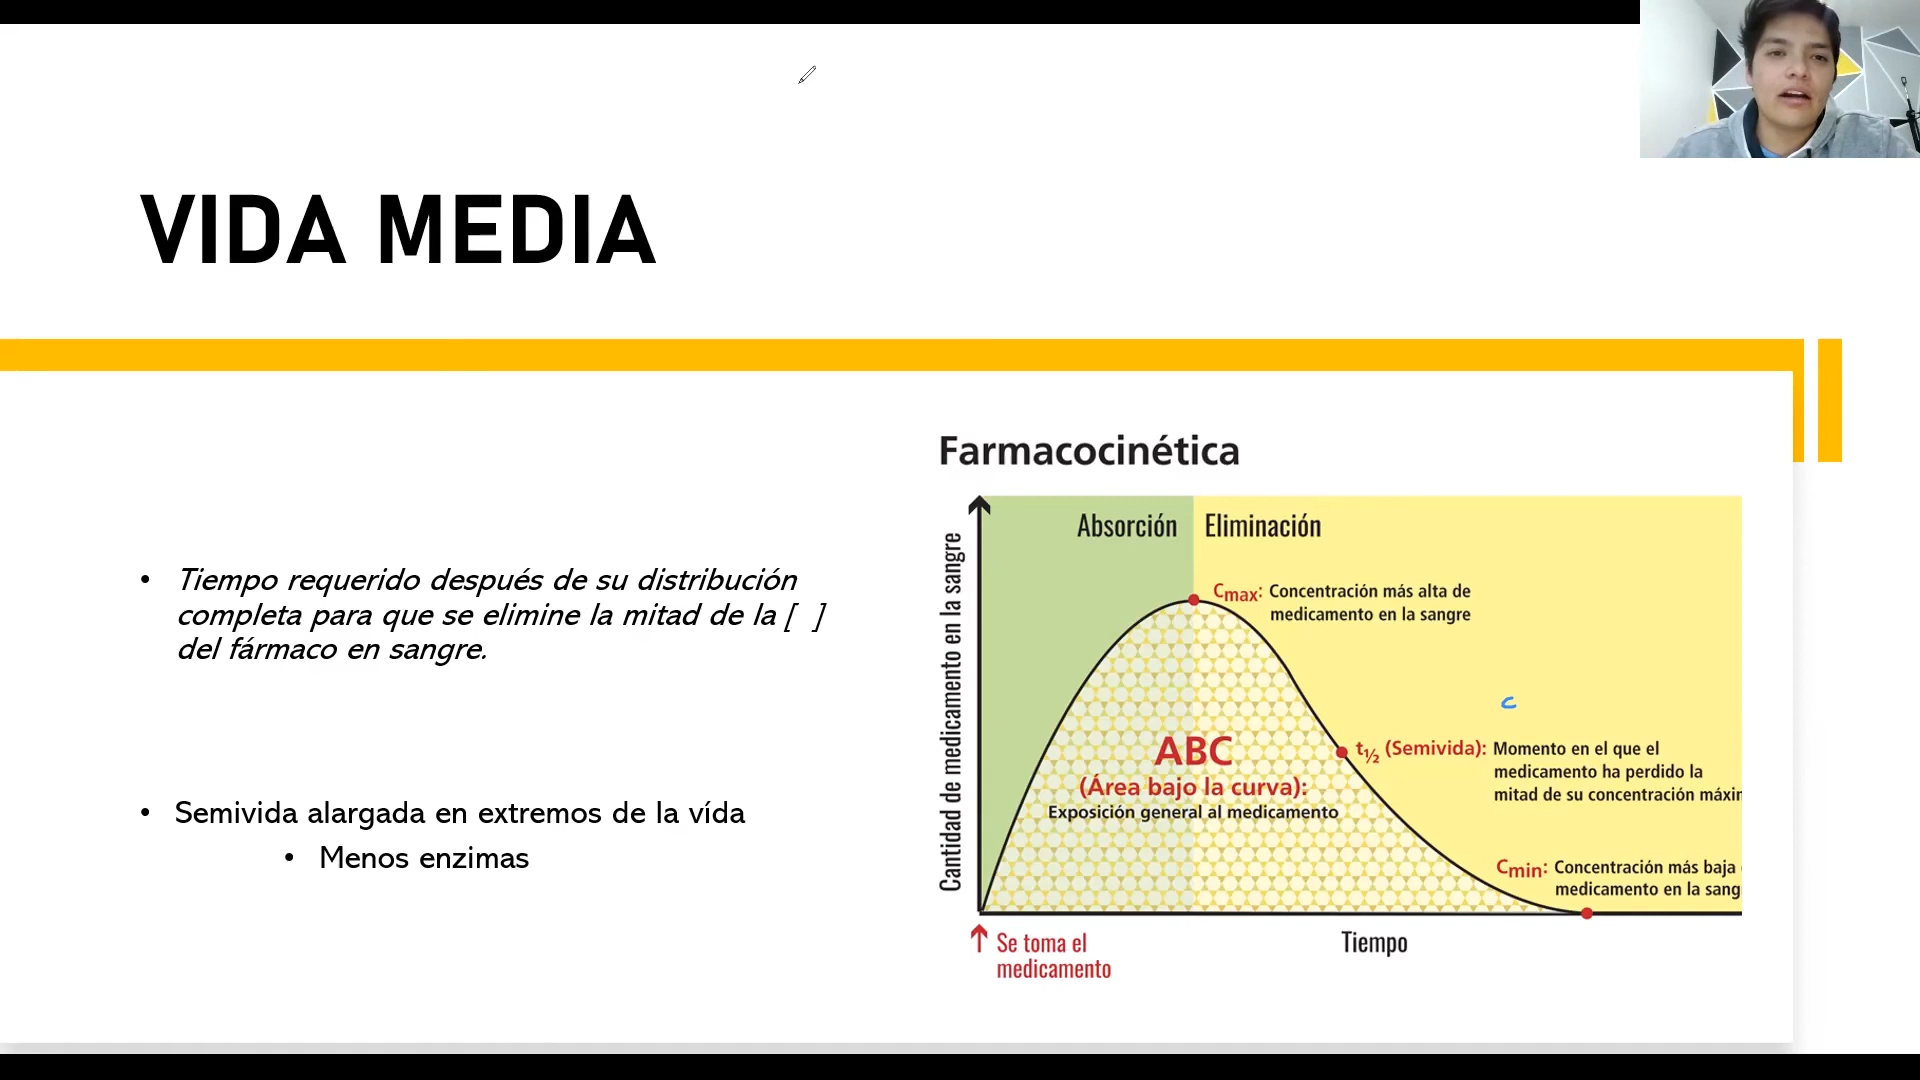 VIDA MEDIA
• Tiempo requerido después de su distribución
completa para que se elimine la mitad de la [ ]
del fármaco en sangre.
• Semivida alargada en extremos de la vída
• Menos enzimas
Farmacocinética
Cantidad de medicamento en la sangre
Absorción
Eliminación
Cmax: Concentración más alta de
medicamento en la sangre
c
ABC
(Área bajo la curva):
Exposición general al medicamento
t½ (Semivida): Momento en el que el
medicamento ha perdido la
mitad de su concentración máxin
Cmin: Concentración más baja
medicamento en la sang
Se toma el
medicamento
Tiempo